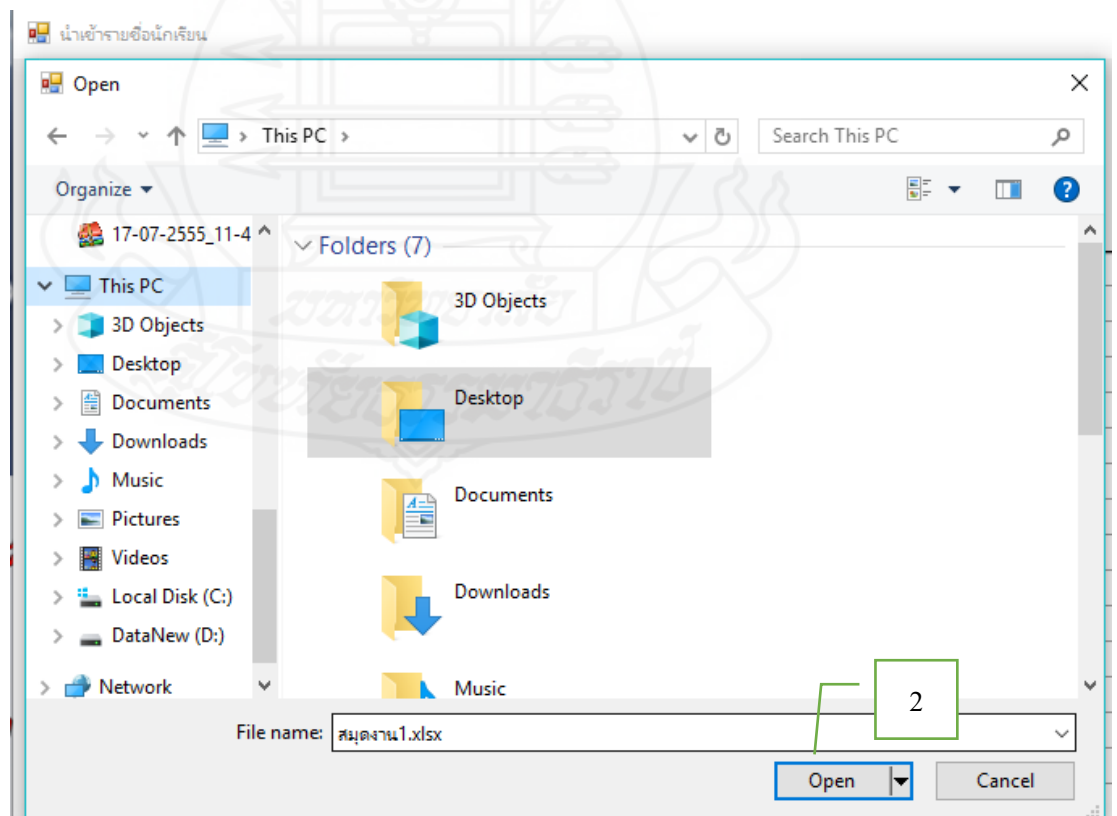 นำเข้ารายชื่อนักเรียน
Open
This PC
Search This PC
Organize
17-07-2555_11-4
This PC
3D Objects
Desktop
Documents
Downloads
Music
Pictures
Videos
Local Disk (C:)
DataNew (D:)
Network
Folders (7)
3D Objects
Desktop
Documents
Downloads
Music
2
File name: สมุดงาน1.xlsx
Open Cancel